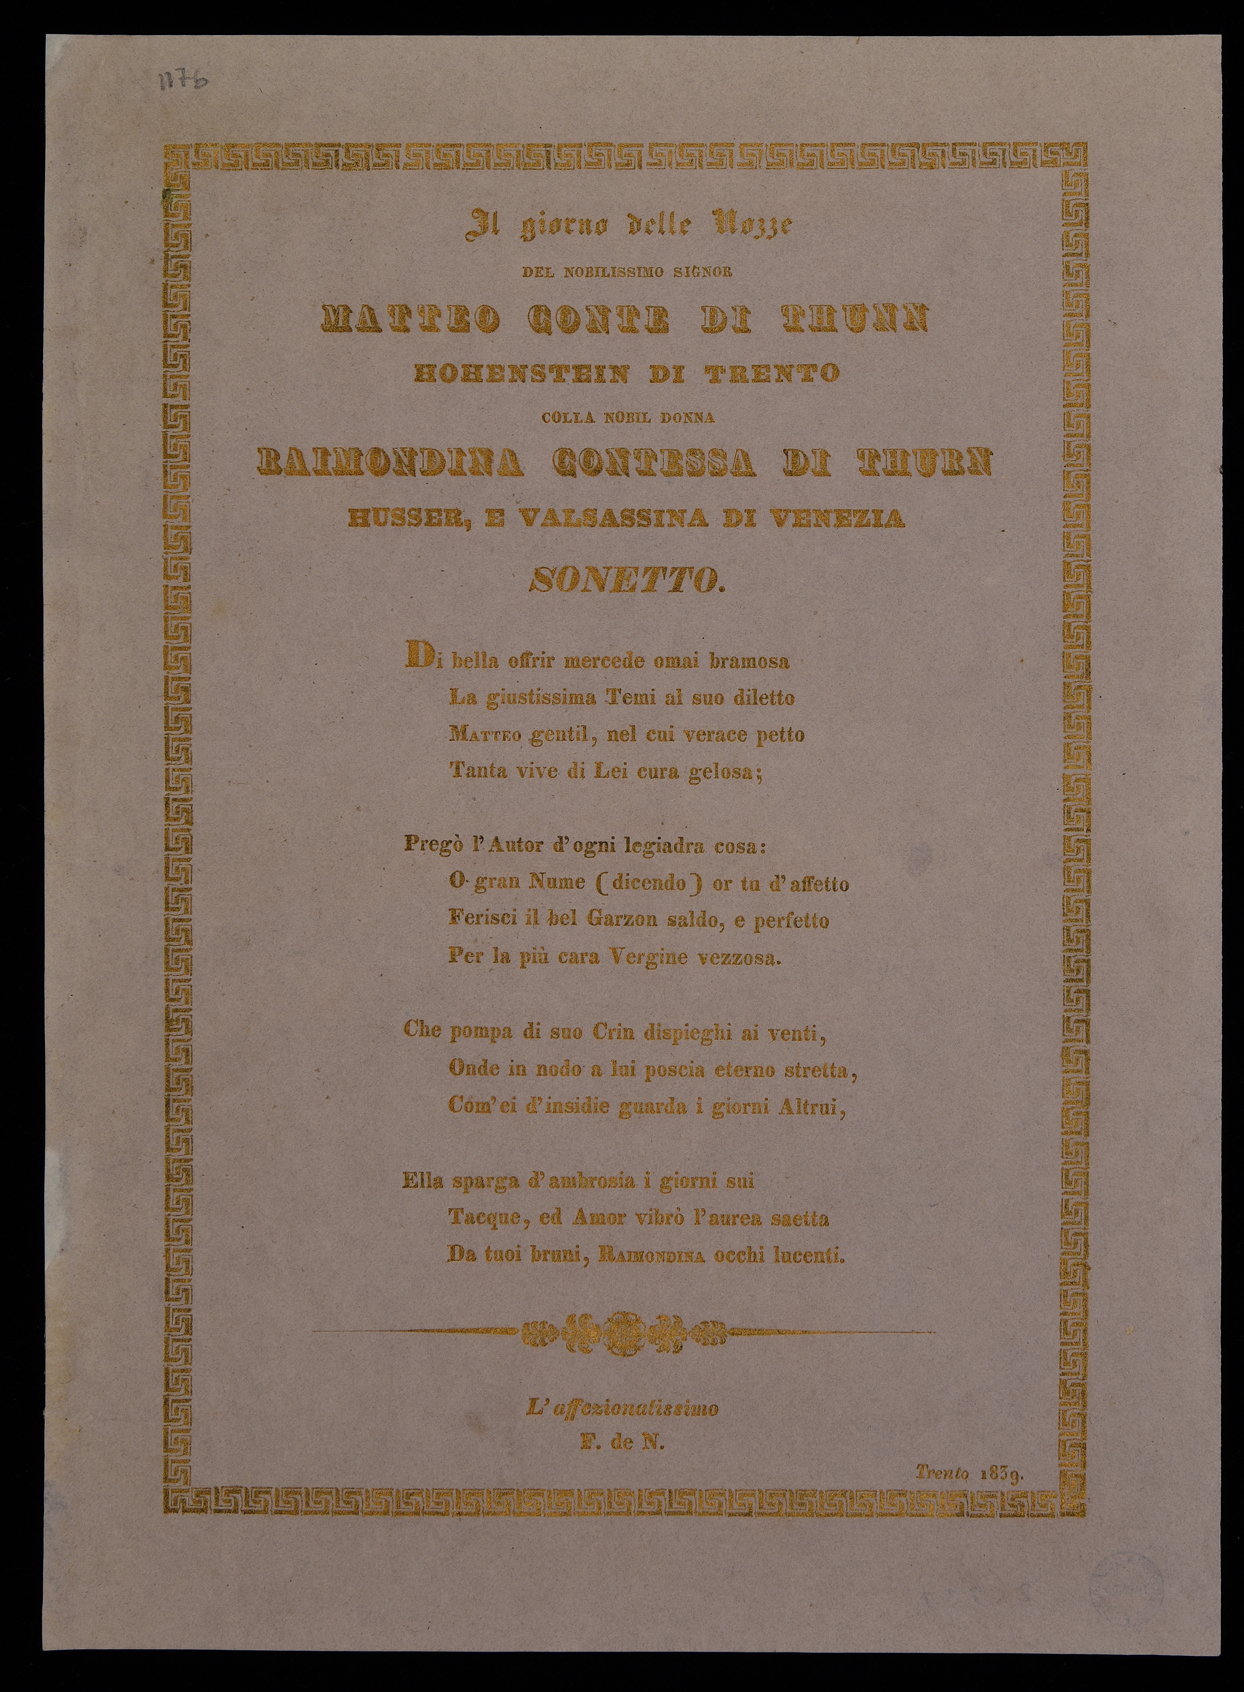 1176
Il giorno delle Nozze
DEL NOBILISSIMO SIGNOR
MATTEO CONTE DI THUNN
HOHENSTEIN DI TRENTO
COLLA NOBIL DONNA
RAIMONDINA CONTESSA DI THURN
HUSSER, E VALSASSINA DI VENEZIA
SONETTO.
Di bella offrir mercede omai bramosa
La giustissima Temi al suo diletto
MATTEO gentil, nel cui verace petto
Tanta vive di Lei cura gelosa;
Pregò l'Autor d'ogni legiadra cosa:
O gran Nume (dicendo) or tu d'affetto
Ferisci il bel Garzon saldo, e perfetto
Per la più cara Vergine vezzosa.
Che pompa di suo Crin dispieghi ai venti,
Onde in nodo a lui poscia eterno stretta,
Com'ei d'insidie guarda i giorni Altrui,
Ella sparga d'ambrosia i giorni sui
Tacque, ed Amor vibrò l'aurea saetta
Da tuoi bruni, RAIMONDINA occhi lucenti.
L'affezionatissimo
F. de N.
Trento 1839.